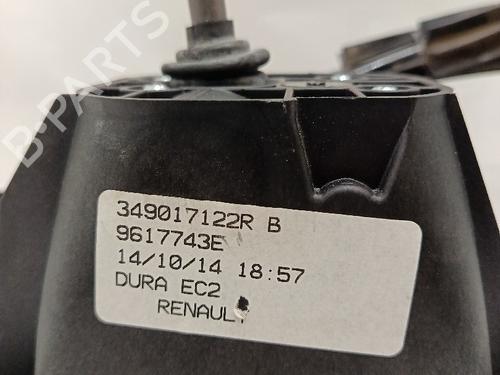 B-PARTS
349017122R B
9617743E
14/10/14 18:57
DURA EC2
RENAULT